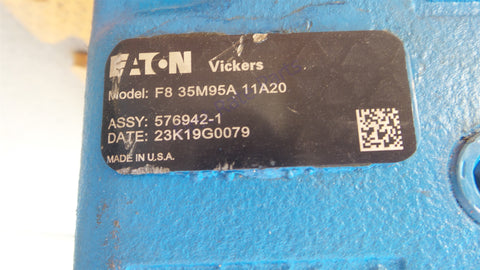 EATON Vickers
Model: F8 35M95A 11A20
ASSY: 576942-1
DATE: 23K19G0079
MADE IN U.S.A.